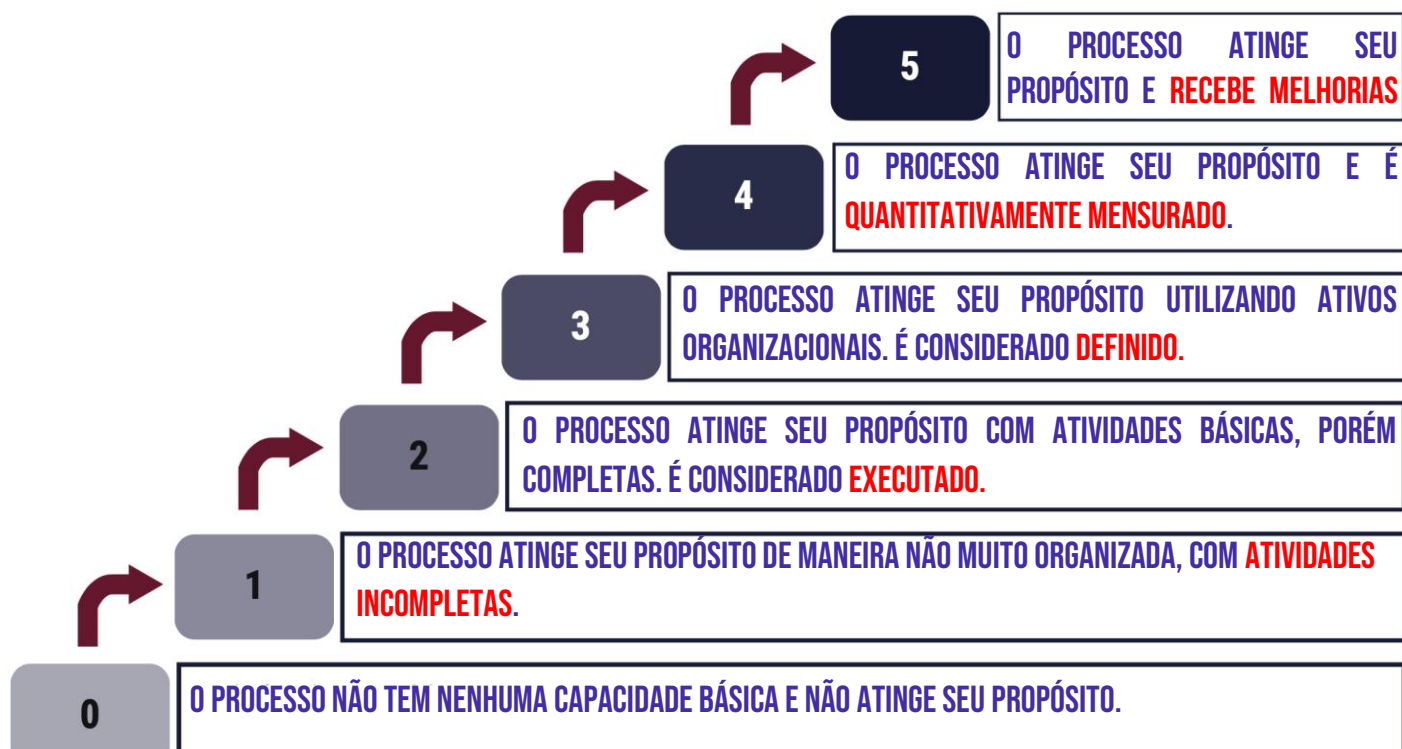 5
O PROCESSO ATINGE SEU
PROPÓSITO E RECEBE MELHORIAS
4
O PROCESSO ATINGE SEU PROPÓSITO E É
QUANTITATIVAMENTE MENSURADO.
3
O PROCESSO ATINGE SEU PROPÓSITO UTILIZANDO ATIVOS
ORGANIZACIONAIS. É CONSIDERADO DEFINIDO.
2
O PROCESSO ATINGE SEU PROPÓSITO COM ATIVIDADES BÁSICAS, PORÉM
COMPLETAS. É CONSIDERADO EXECUTADO.
1
O PROCESSO ATINGE SEU PROPÓSITO DE MANEIRA NÃO MUITO ORGANIZADA, COM ATIVIDADES
INCOMPLETAS.
0
O PROCESSO NÃO TEM NENHUMA CAPACIDADE BÁSICA E NÃO ATINGE SEU PROPÓSITO.